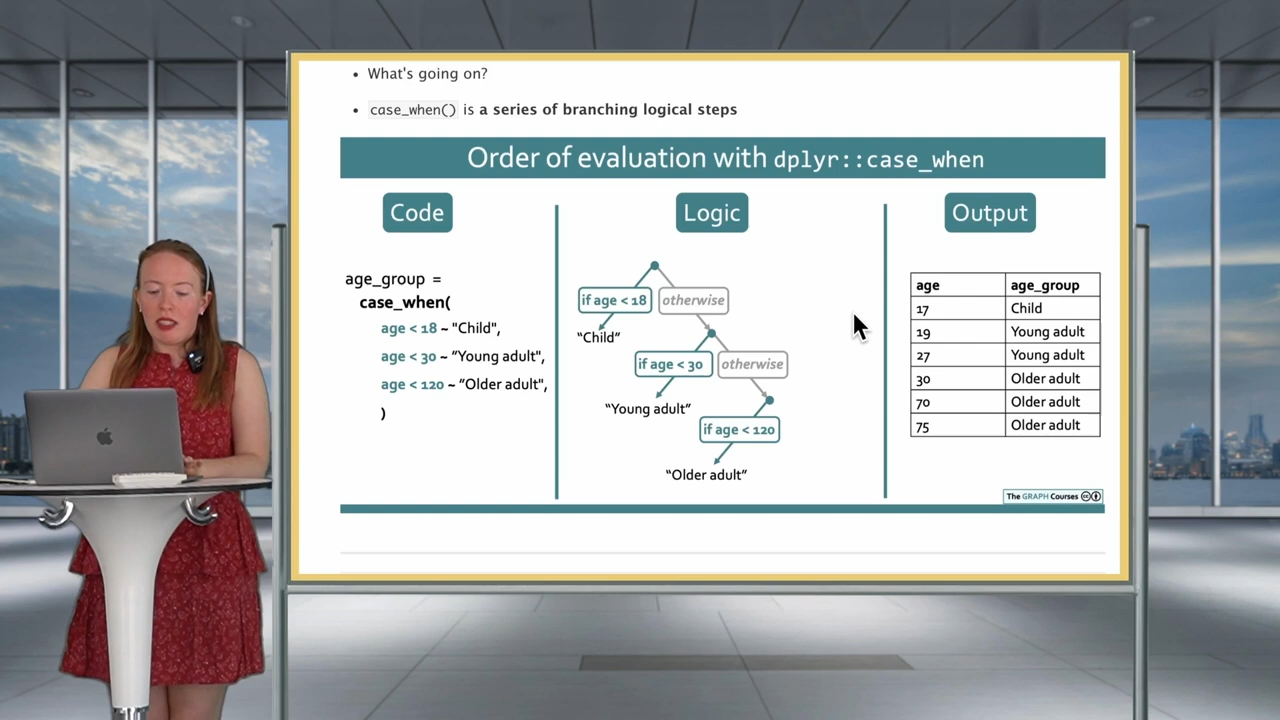 What's going on?
case_when() is a series of branching logical steps
Order of evaluation with dplyr::case_when
Code
Logic
Output
age_group =
case_when(
age < 18 ~ "Child",
age < 30 ~ "Young adult",
age < 120 ~ "Older adult",
)
if age < 18
otherwise
"Child"
if age < 30
otherwise
"Young adult"
if age < 120
"Older adult"
age age_group
17 Child
19 Young adult
27 Young adult
30 Older adult
70 Older adult
75 Older adult
The GRAPH Courses